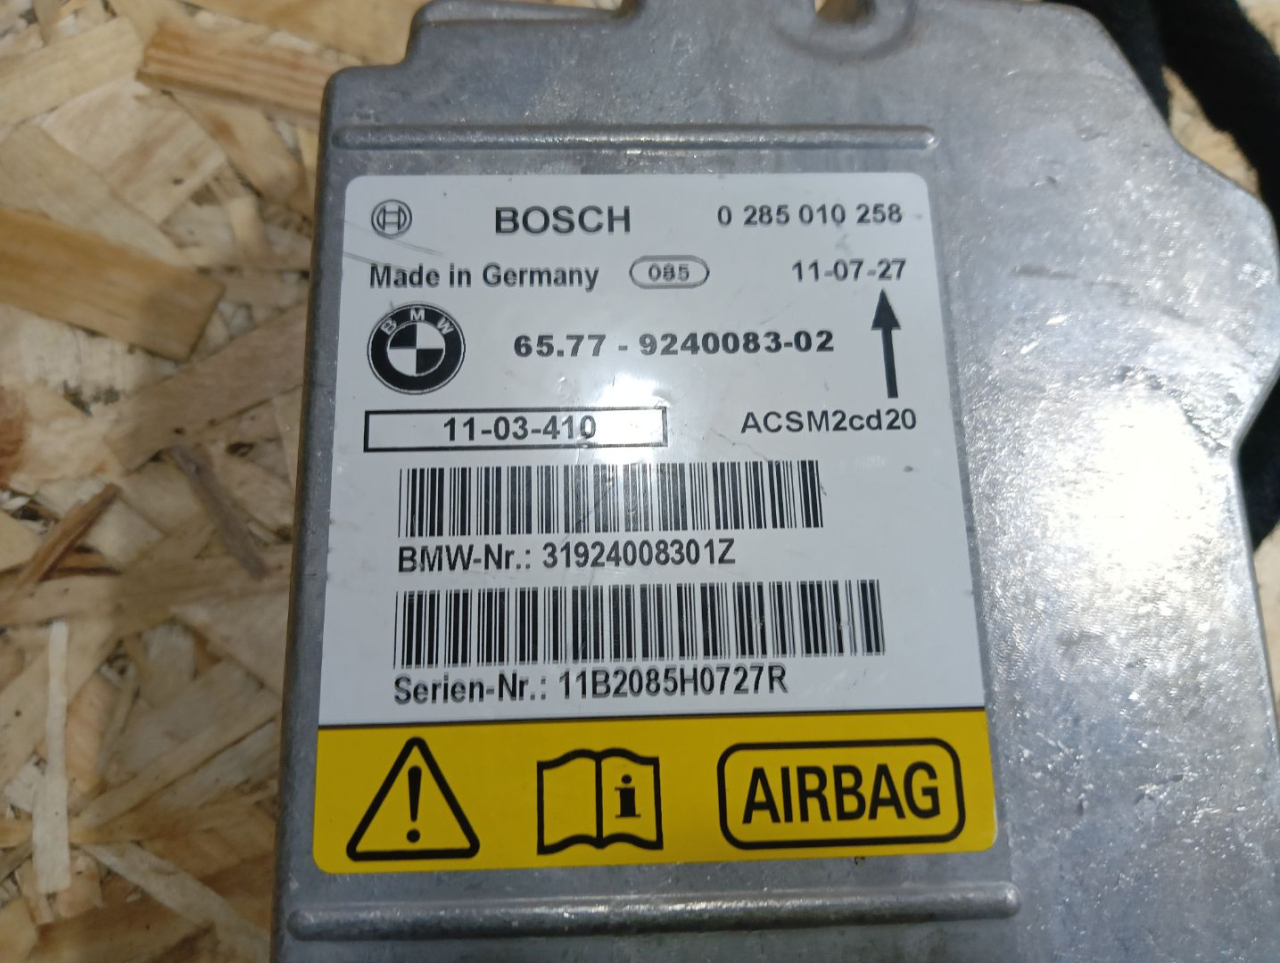 BOSCH 0 285 010 258
Made in Germany 085 11-07-27
BMW 65.77 - 9240083-02
11-03-410 ACSM2cd20
BMW-Nr.: 31924008301Z
Serien-Nr.: 11B2085H0727R
! i AIRBAG